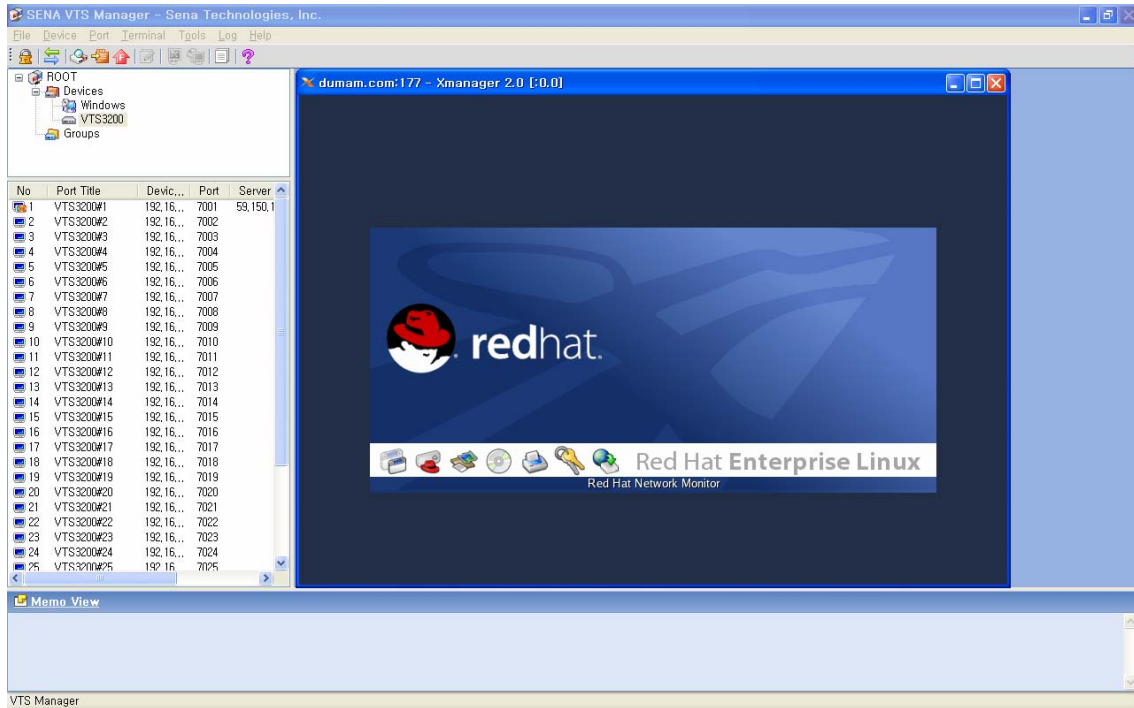 SENA VTS Manager - Sena Technologies, Inc.
File Device Port Terminal Tools Log Help
ROOT
Devices
Windows
VTS3200
Groups
No Port Title Devic... Port Server
1 VTS3200#1 192,16... 7001 59,150,1
2 VTS3200#2 192,16... 7002
3 VTS3200#3 192,16... 7003
4 VTS3200#4 192,16... 7004
5 VTS3200#5 192,16... 7005
6 VTS3200#6 192,16... 7006
7 VTS3200#7 192,16... 7007
8 VTS3200#8 192,16... 7008
9 VTS3200#9 192,16... 7009
10 VTS3200#10 192,16... 7010
11 VTS3200#11 192,16... 7011
12 VTS3200#12 192,16... 7012
13 VTS3200#13 192,16... 7013
14 VTS3200#14 192,16... 7014
15 VTS3200#15 192,16... 7015
16 VTS3200#16 192,16... 7016
17 VTS3200#17 192,16... 7017
18 VTS3200#18 192,16... 7018
19 VTS3200#19 192,16... 7019
20 VTS3200#20 192,16... 7020
21 VTS3200#21 192,16... 7021
22 VTS3200#22 192,16... 7022
23 VTS3200#23 192,16... 7023
24 VTS3200#24 192,16... 7024
25 VTS3200#25 192 16 7025
dumam.com:177 - Xmanager 2.0 [:0.0]
redhat.
Red Hat Enterprise Linux
Red Hat Network Monitor
Memo View
VTS Manager